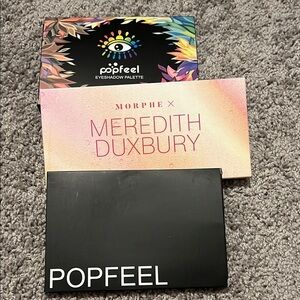 popfeel
EYESHADOW PALETTE
MORPHE X
MEREDITH
DUXBURY
POPFEEL